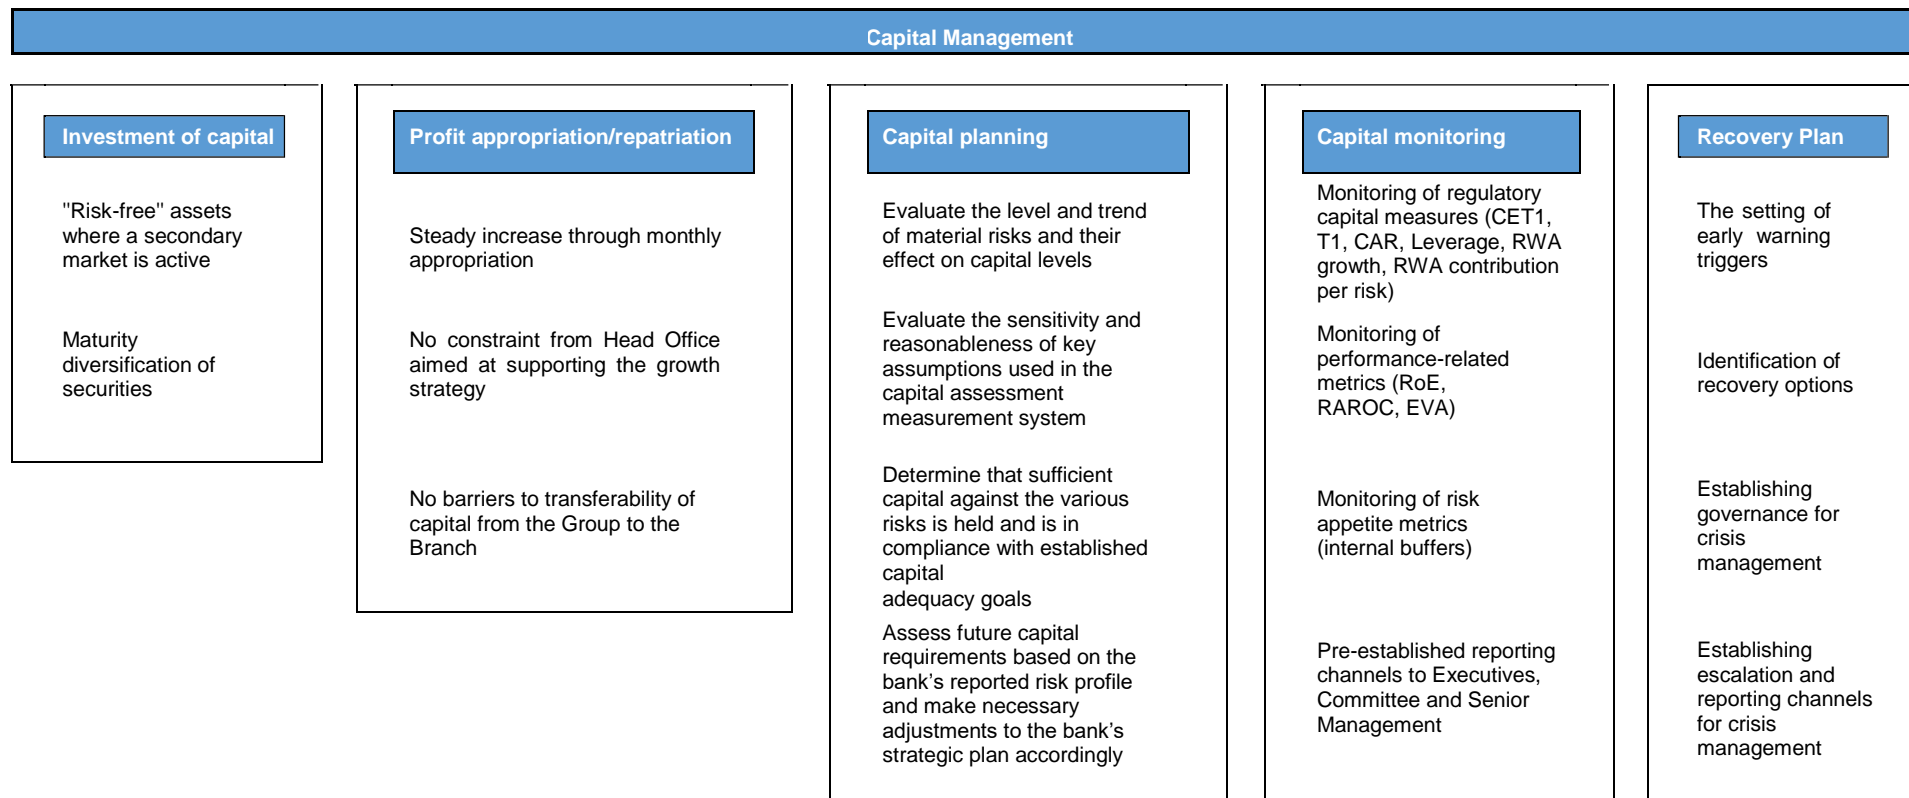 Capital Management
Investment of capital
"Risk-free" assets
where a secondary
market is active
Maturity
diversification of
securities
Profit appropriation/repatriation
Steady increase through monthly
appropriation
No constraint from Head Office
aimed at supporting the growth
strategy
No barriers to transferability of
capital from the Group to the
Branch
Capital planning
Evaluate the level and trend
of material risks and their
effect on capital levels
Evaluate the sensitivity and
reasonableness of key
assumptions used in the
capital assessment
measurement system
Determine that sufficient
capital against the various
risks is held and is in
compliance with established
capital
adequacy goals
Assess future capital
requirements based on the
bank’s reported risk profile
and make necessary
adjustments to the bank’s
strategic plan accordingly
Capital monitoring
Monitoring of regulatory
capital measures (CET1,
T1, CAR, Leverage, RWA
growth, RWA contribution
per risk)
Monitoring of
performance-related
metrics (RoE,
RAROC, EVA)
Monitoring of risk
appetite metrics
(internal buffers)
Pre-established reporting
channels to Executives,
Committee and Senior
Management
Recovery Plan
The setting of
early warning
triggers
Identification of
recovery options
Establishing
governance for
crisis
management
Establishing
escalation and
reporting channels
for crisis
management